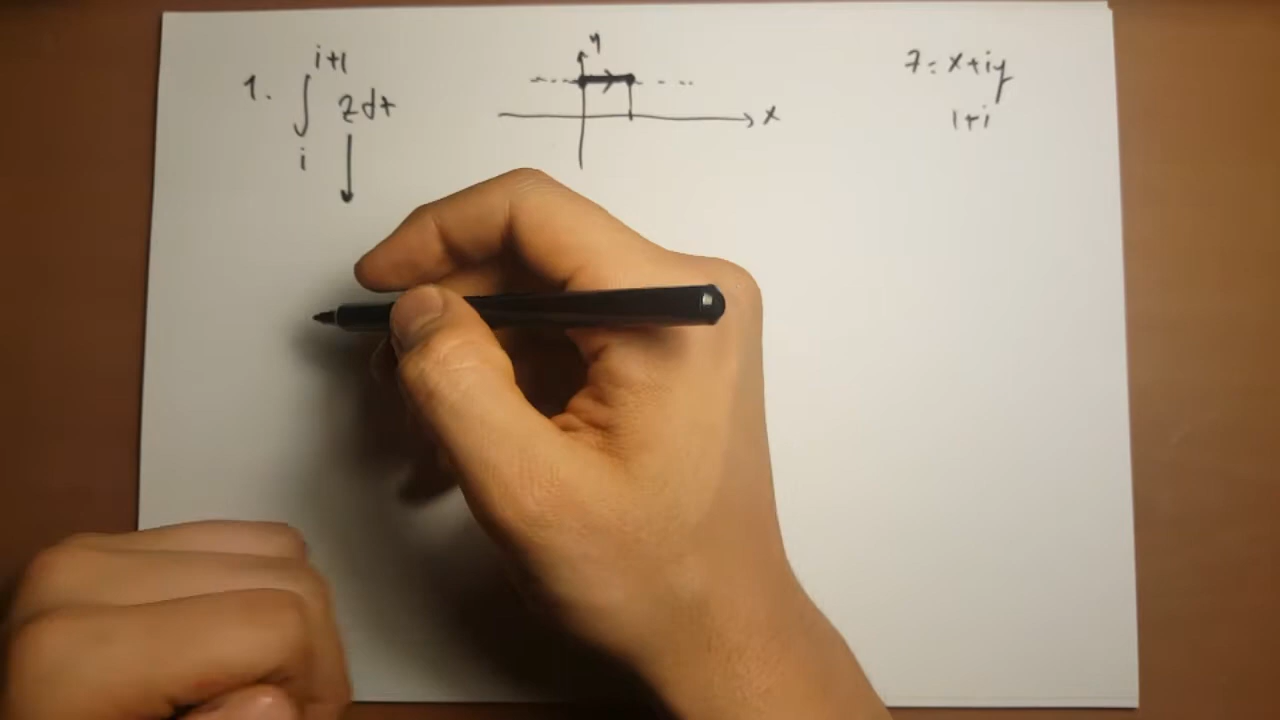 1. ∫ i+1 i z dz
y
x
z = x+iy
1+i